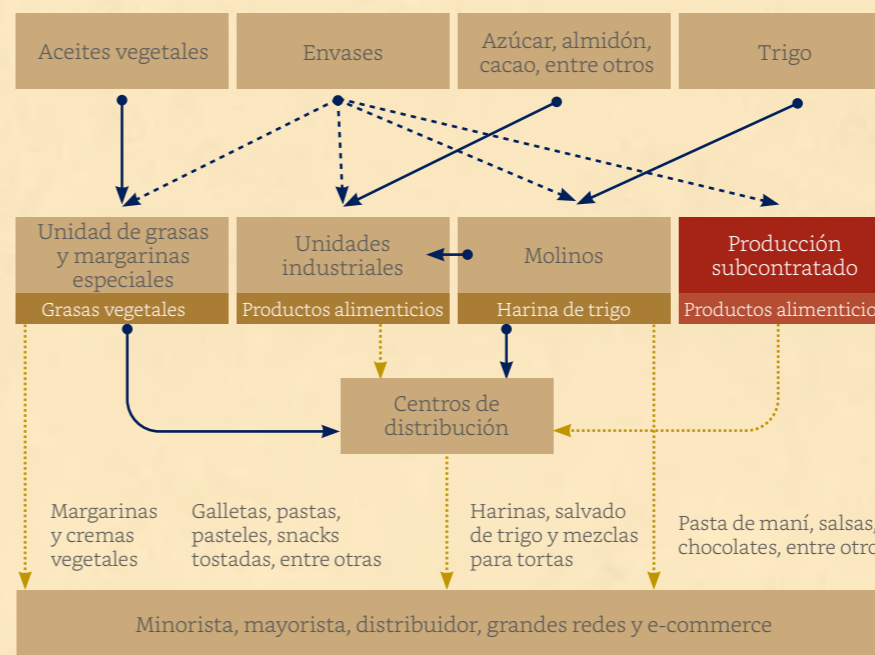 Aceites vegetales
Envases
Azúcar, almidón,
cacao, entre otros
Trigo
Unidad de grasas
y margarinas
especiales
Grasas vegetales
Unidades
industriales
Productos alimenticios
Molinos
Harina de trigo
Producción
subcontratado
Productos alimenticio
Centros de
distribución
Margarinas
y cremas
vegetales
Galletas, pastas,
pasteles, snacks
tostadas, entre otras
Harinas, salvado
de trigo y mezclas
para tortas
Pasta de maní, salsas,
chocolates, entre otro
Minorista, mayorista, distribuidor, grandes redes y e-commerce